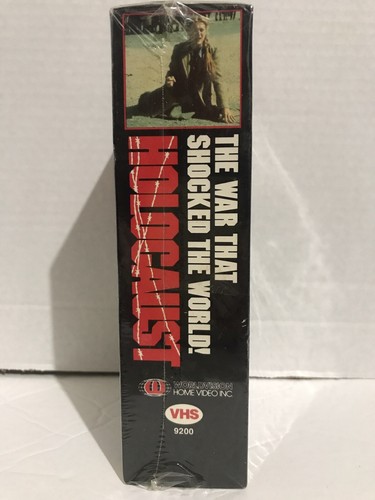 THE WAR THAT
SHOCKED THE WORLD!
HOLOCAUST
WORLDVISION
HOME VIDEO INC.
VHS
9200